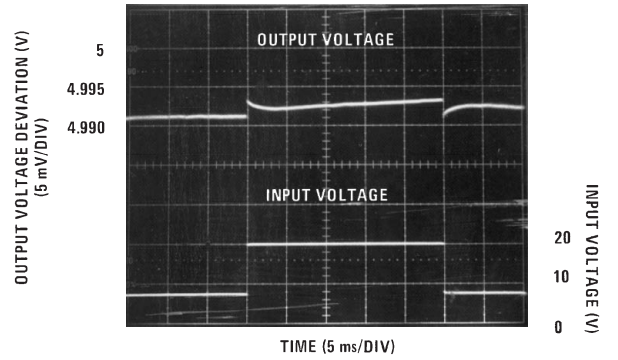 OUTPUT VOLTAGE DEVIATION (V)
(5 mV/DIV)
5
4.995
4.990
OUTPUT VOLTAGE
INPUT VOLTAGE
20
10
0
INPUT VOLTAGE (V)
TIME (5 ms/DIV)